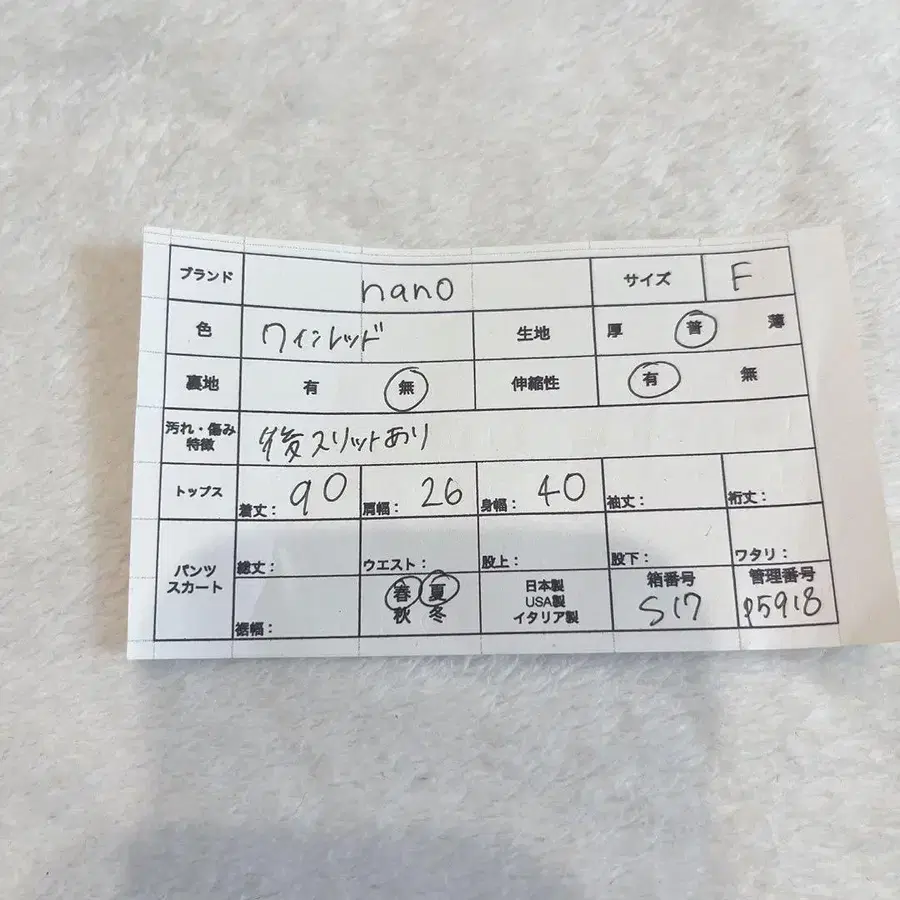 ブランド nano サイズ F
色 ワインレッド 生地 厚 普 薄
裏地 有 無 伸縮性 有 無
汚れ・傷み
特徴 後スリットあり
トップス 着丈: 90 肩幅: 26 身幅: 40 袖丈: 裄丈:
パンツ
スカート 総丈: ウエスト: 股上: 股下: ワタリ:
裾幅: 春 夏
秋 冬
日本製
USA製
イタリア製
箱番号 S17
管理番号 25918